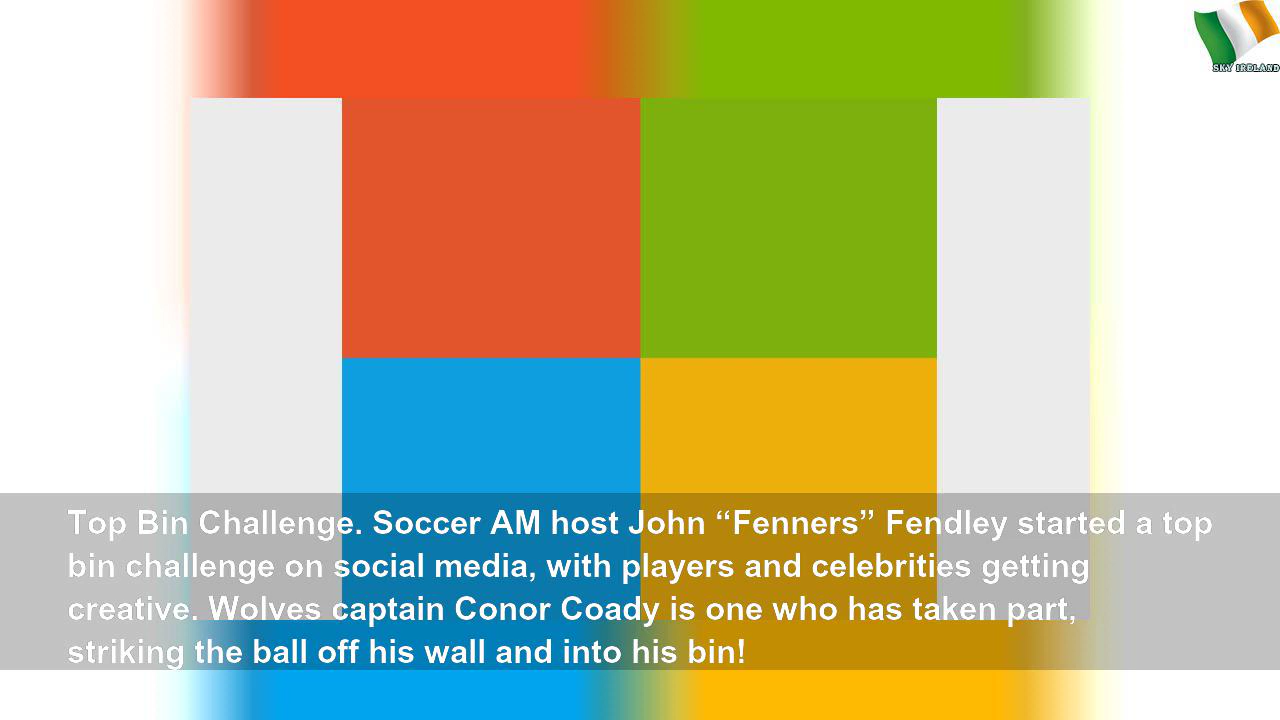 SKY IRELAND
Top Bin Challenge. Soccer AM host John “Fenners” Fendley started a top
bin challenge on social media, with players and celebrities getting
creative. Wolves captain Conor Coady is one who has taken part,
striking the ball off his wall and into his bin!